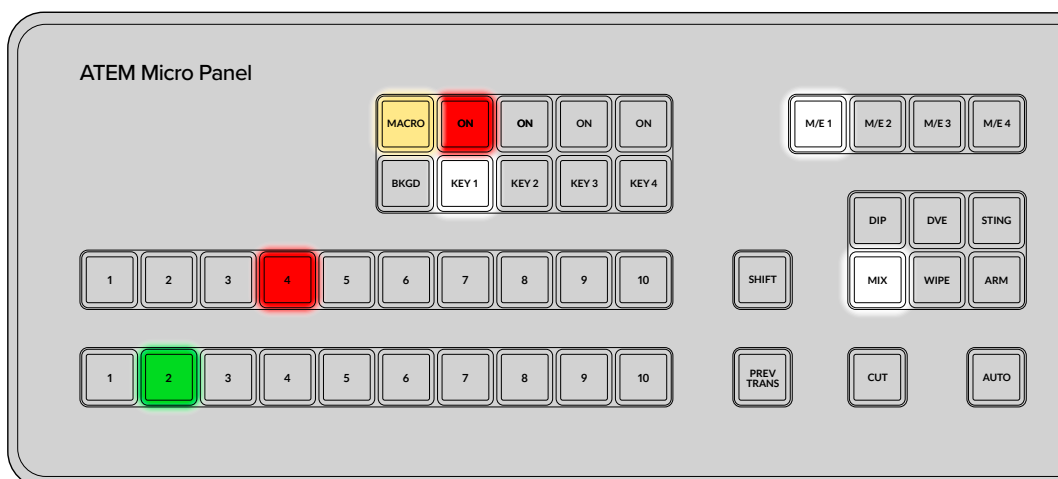 ATEM Micro Panel
MACRO ON ON ON ON M/E 1 M/E 2 M/E 3 M/E 4
BKGD KEY 1 KEY 2 KEY 3 KEY 4
DIP DVE STING
1 2 3 4 5 6 7 8 9 10 SHIFT MIX WIPE ARM
1 2 3 4 5 6 7 8 9 10 PREV TRANS CUT AUTO